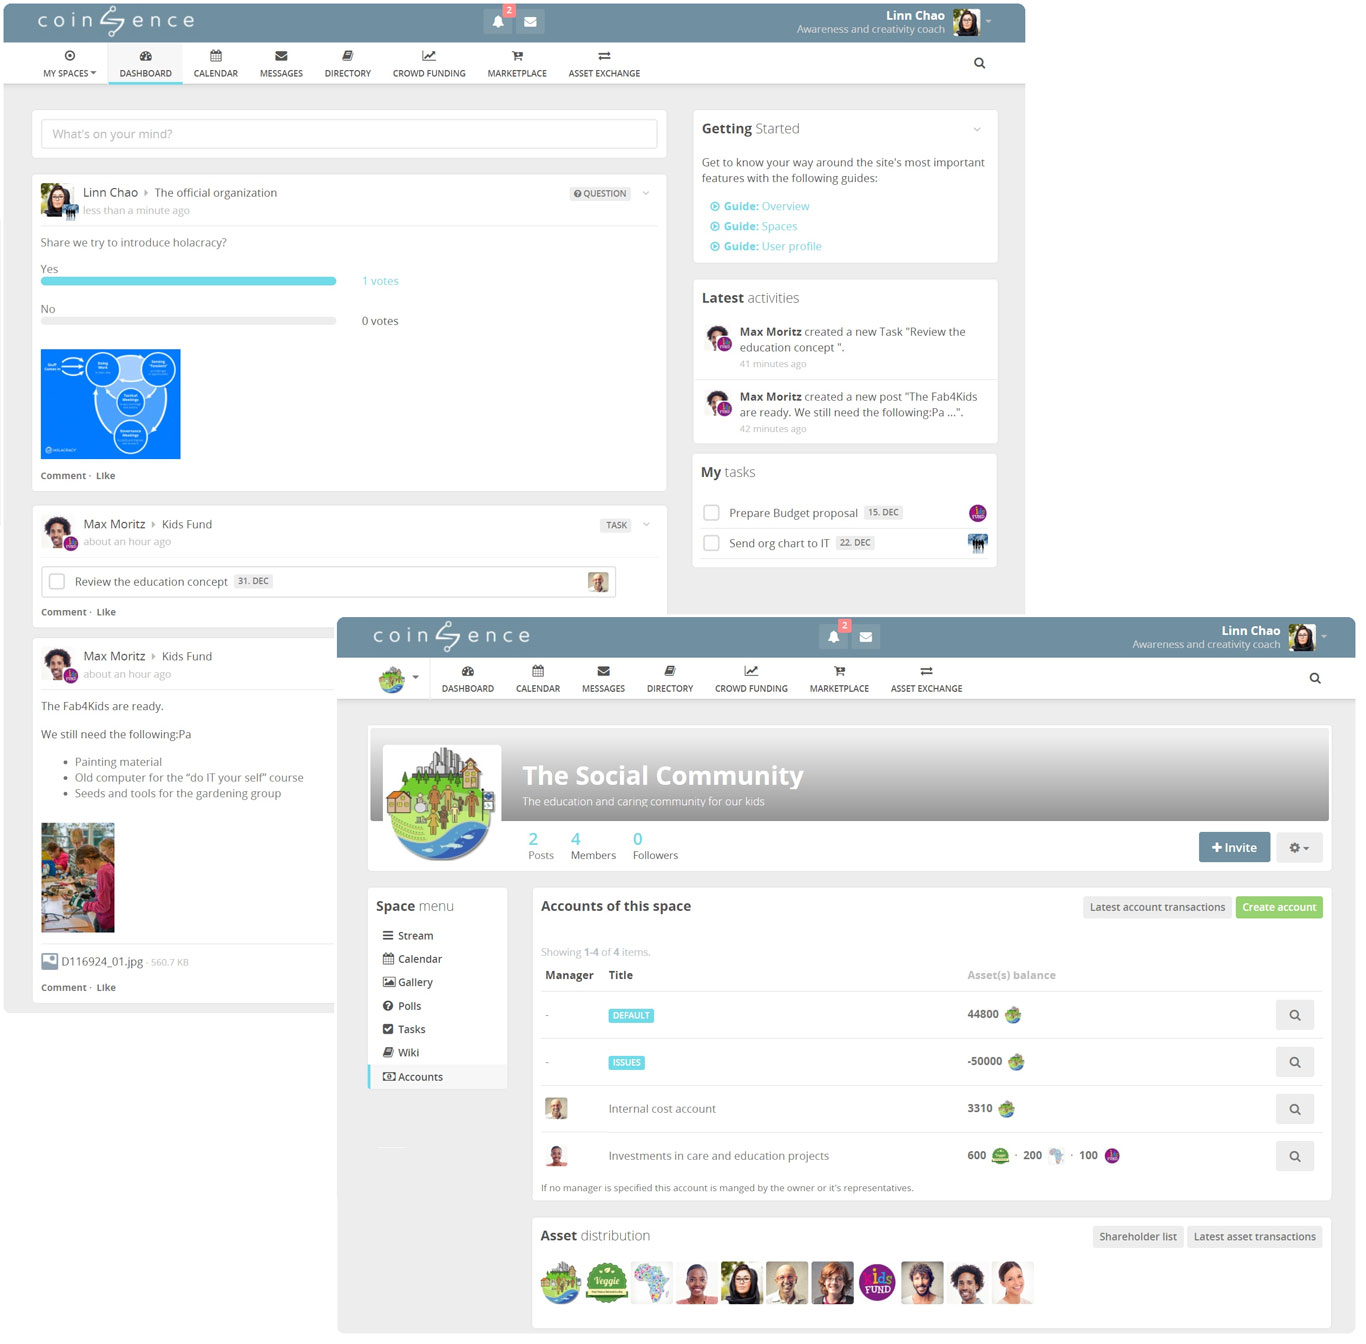 coinsence
2
Linn Chao
Awareness and creativity coach
MY SPACES
DASHBOARD
CALENDAR
MESSAGES
DIRECTORY
CROWD FUNDING
MARKETPLACE
ASSET EXCHANGE
What's on your mind?
Linn Chao The official organization
QUESTION
less than a minute ago
Share we try to introduce holacracy?
Yes
1 votes
No
0 votes
Tactical
Meetings
Governance
Meetings
HOLACRACY
Comment · Like
Max Moritz Kids Fund
TASK
about an hour ago
Review the education concept 31. DEC
Comment · Like
Max Moritz Kids Fund
about an hour ago
The Fab4Kids are ready.
We still need the following:Pa
• Painting material
• Old computer for the “do IT your self” course
• Seeds and tools for the gardening group
D116924_01.jpg - 560.7 KB
Comment · Like
Getting Started
Get to know your way around the site's most important
features with the following guides:
Guide: Overview
Guide: Spaces
Guide: User profile
Latest activities
Max Moritz created a new Task "Review the
education concept ".
41 minutes ago
Max Moritz created a new post "The Fab4Kids
are ready. We still need the following:Pa ...".
42 minutes ago
My tasks
Prepare Budget proposal 15. DEC
Send org chart to IT 22. DEC
coinsence
2
Linn Chao
Awareness and creativity coach
DASHBOARD
CALENDAR
MESSAGES
DIRECTORY
CROWD FUNDING
MARKETPLACE
ASSET EXCHANGE
The Social Community
The education and caring community for our kids
2 4 0
Posts Members Followers
Invite
Space menu
Stream
Calendar
Gallery
Polls
Tasks
Wiki
Accounts
Accounts of this space
Latest account transactions
Create account
Showing 1-4 of 4 items.
Manager Title Asset(s) balance
- DEFAULT 44800
- ISSUES -50000
Internal cost account 3310
Investments in care and education projects 600 · 200 · 100
If no manager is specified this account is manged by the owner or it's representatives.
Asset distribution
Shareholder list
Latest asset transactions
Veggie
kids
FUND